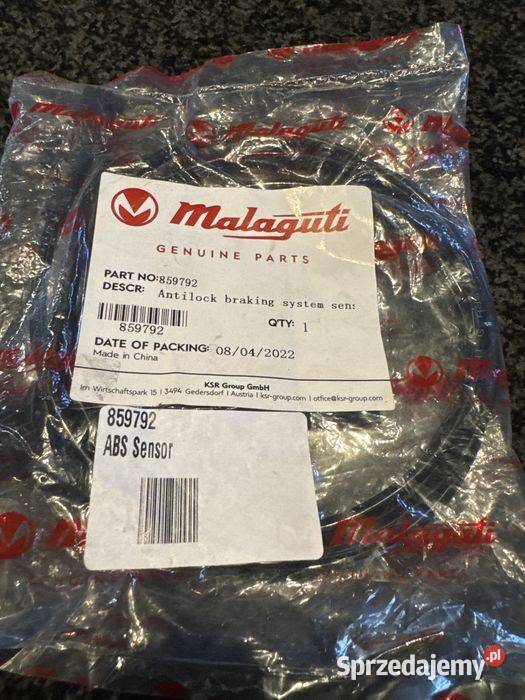 Malaguti
Malaguti
GENUINE PARTS
PART NO:859792
DESCR: Antilock braking system sens
859792
QTY: 1
DATE OF PACKING: 08/04/2022
Made in China
KSR Group GmbH
Im Wirtschaftspark 15 | 3494 Gedersdorf | Austria | ksr-group.com | office@ksr-group.com
859792
ABS Sensor
Malaguti
Sprzedajemy.pl